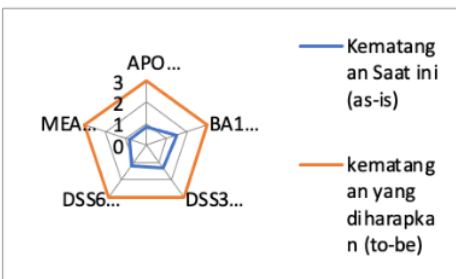 APO...
3
2
1
0
MEA...
BA1...
DSS6...
DSS3...
Kematang
an Saat ini
(as-is)
kematang
an yang
diharapka
n (to-be)